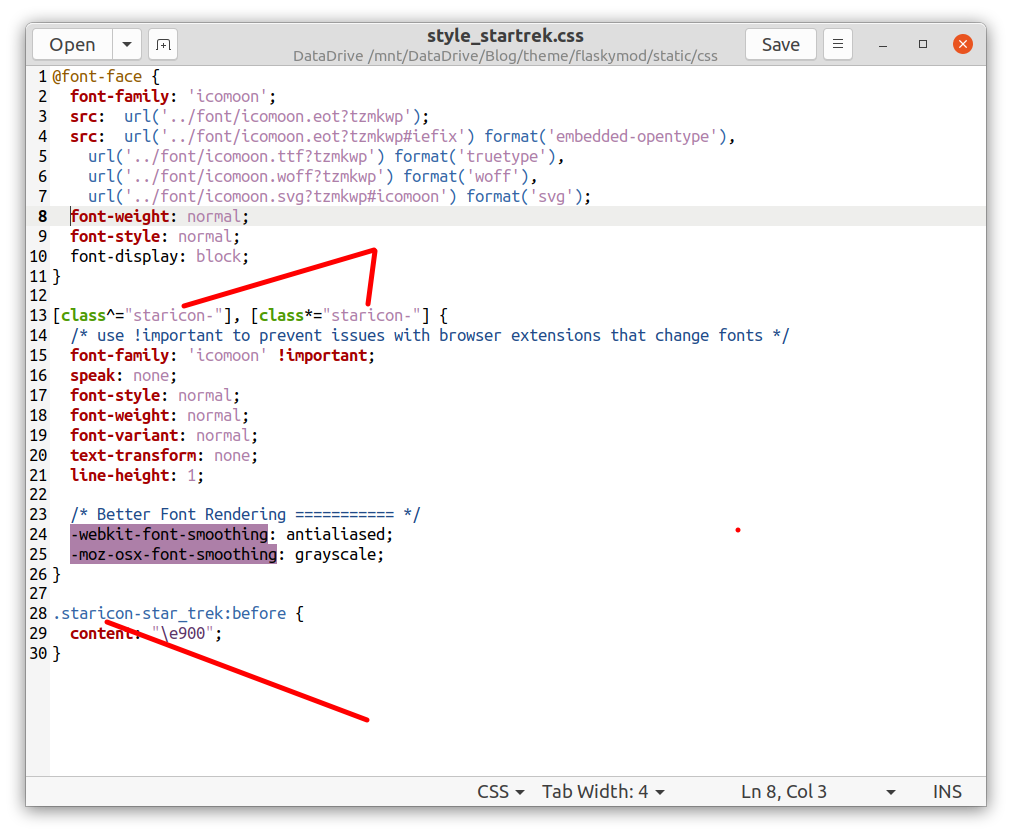 Open
style_startrek.css
DataDrive /mnt/DataDrive/Blog/theme/flaskymod/static/css
Save
1 @font-face {
2   font-family: 'icomoon';
3   src:  url('../font/icomoon.eot?tzmkwp');
4   src:  url('../font/icomoon.eot?tzmkwp#iefix') format('embedded-opentype'),
5     url('../font/icomoon.ttf?tzmkwp') format('truetype'),
6     url('../font/icomoon.woff?tzmkwp') format('woff'),
7     url('../font/icomoon.svg?tzmkwp#icomoon') format('svg');
8   font-weight: normal;
9   font-style: normal;
10   font-display: block;
11 }
12
13 [class^="staricon-"], [class*="staricon-"] {
14   /* use !important to prevent issues with browser extensions that change fonts */
15   font-family: 'icomoon' !important;
16   speak: none;
17   font-style: normal;
18   font-weight: normal;
19   font-variant: normal;
20   text-transform: none;
21   line-height: 1;
22
23   /* Better Font Rendering =========== */
24   -webkit-font-smoothing: antialiased;
25   -moz-osx-font-smoothing: grayscale;
26 }
27
28 .staricon-star_trek:before {
29   content: "\e900";
30 }
CSS Tab Width: 4 Ln 8, Col 3 INS